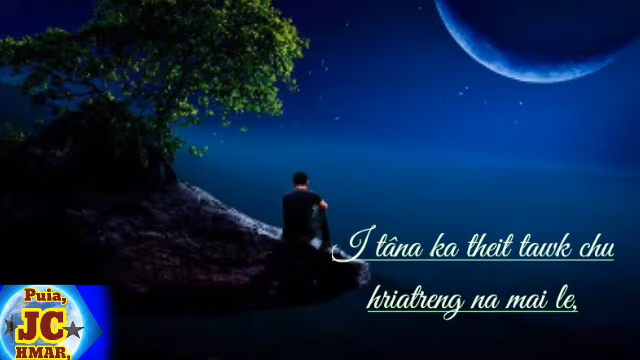 I tâna ka theit tawk chu
hriatreng na mai le,
Puia,
JC
HMAR,